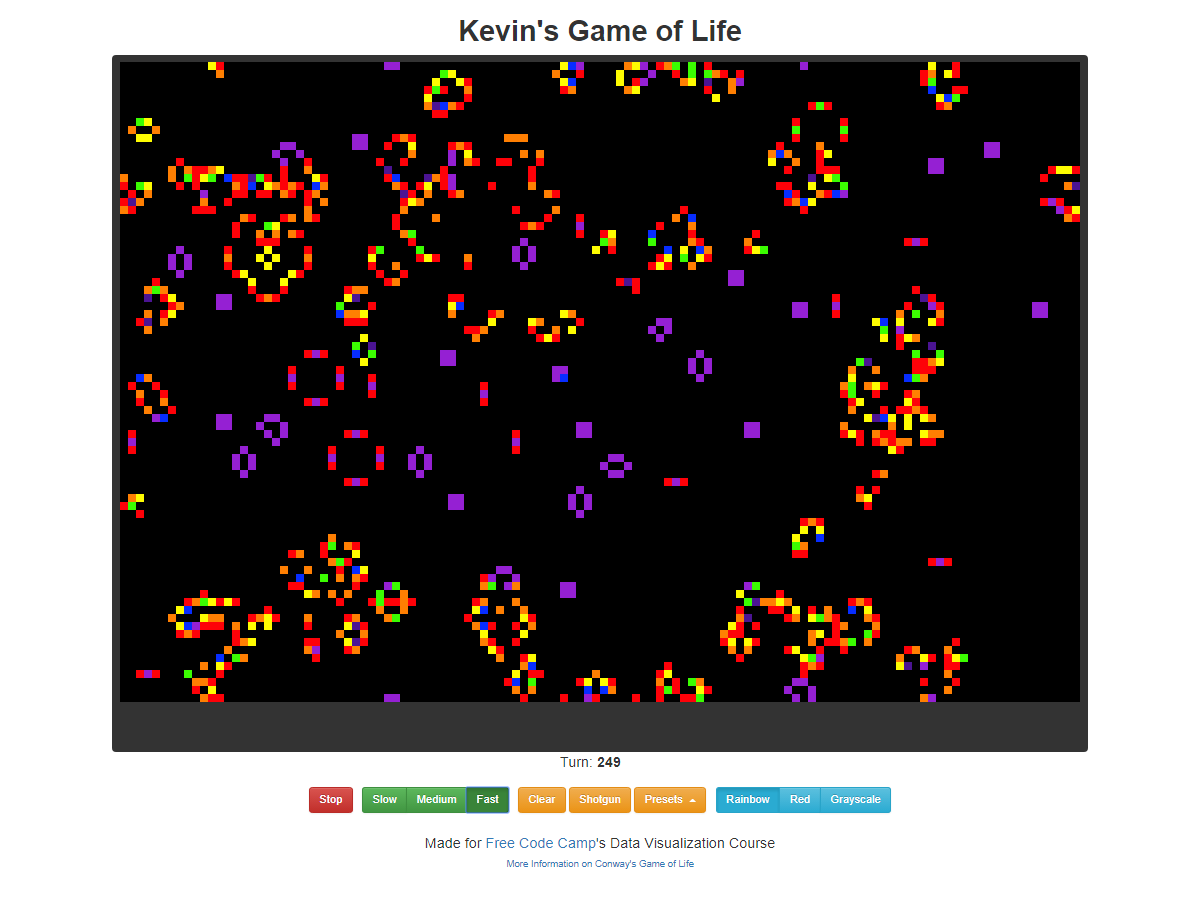 Kevin's Game of Life
Turn: 249
Stop Slow Medium Fast Clear Shotgun Presets Rainbow Red Grayscale
Made for Free Code Camp's Data Visualization Course
More Information on Conway's Game of Life